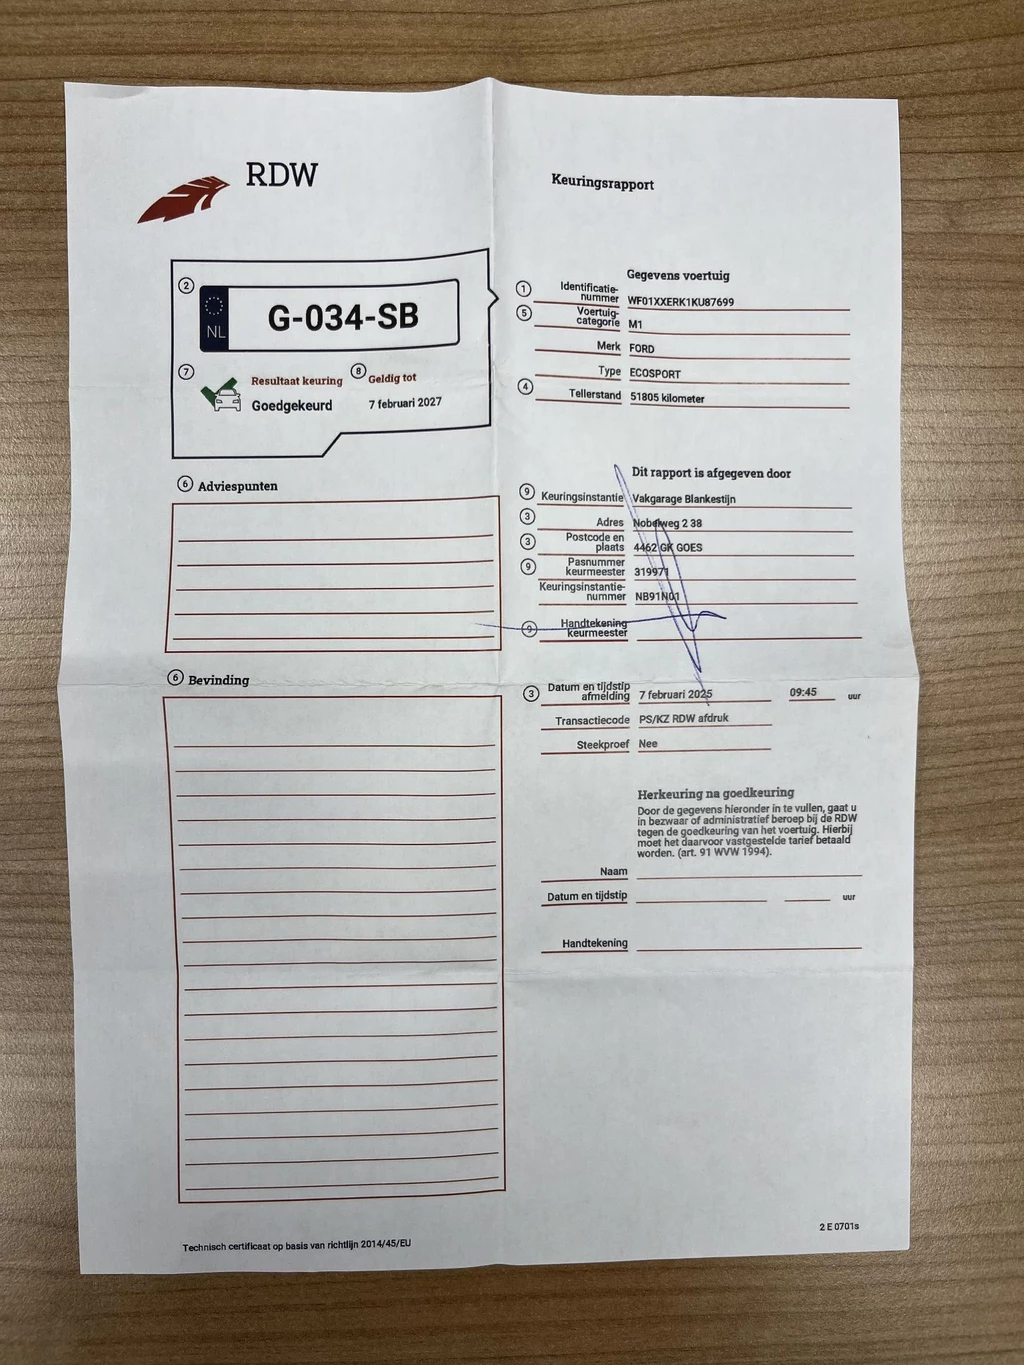 RDW
Keuringsrapport
2
NL
G-034-SB
7
Resultaat keuring
Goedgekeurd
8
Geldig tot
7 februari 2027
Gegevens voertuig
1
Identificatie-
nummer WF01XXERK1KU87699
5
Voertuig-
categorie M1
Merk FORD
Type ECOSPORT
4
Tellerstand 51805 kilometer
6 Adviespunten
Dit rapport is afgegeven door
9 Keuringsinstantie Vakgarage Blankestijn
3
Adres Nobelweg 2 38
3 Postcode en
plaats 4462 GK GOES
9 Pasnummer
keurmeester 319971
Keuringsinstantie-
nummer NB91N01
9 Handtekening
keurmeester
6 Bevinding
3 Datum en tijdstip
afmelding 7 februari 2025 09:45 uur
Transactiecode PS/KZ RDW afdruk
Steekproef Nee
Herkeuring na goedkeuring
Door de gegevens hieronder in te vullen, gaat u
in bezwaar of administratief beroep bij de RDW
tegen de goedkeuring van het voertuig. Hierbij
moet het daarvoor vastgestelde tarief betaald
worden. (art. 91 WVW 1994).
Naam
Datum en tijdstip uur
Handtekening
2 E 0701s
Technisch certificaat op basis van richtlijn 2014/45/EU